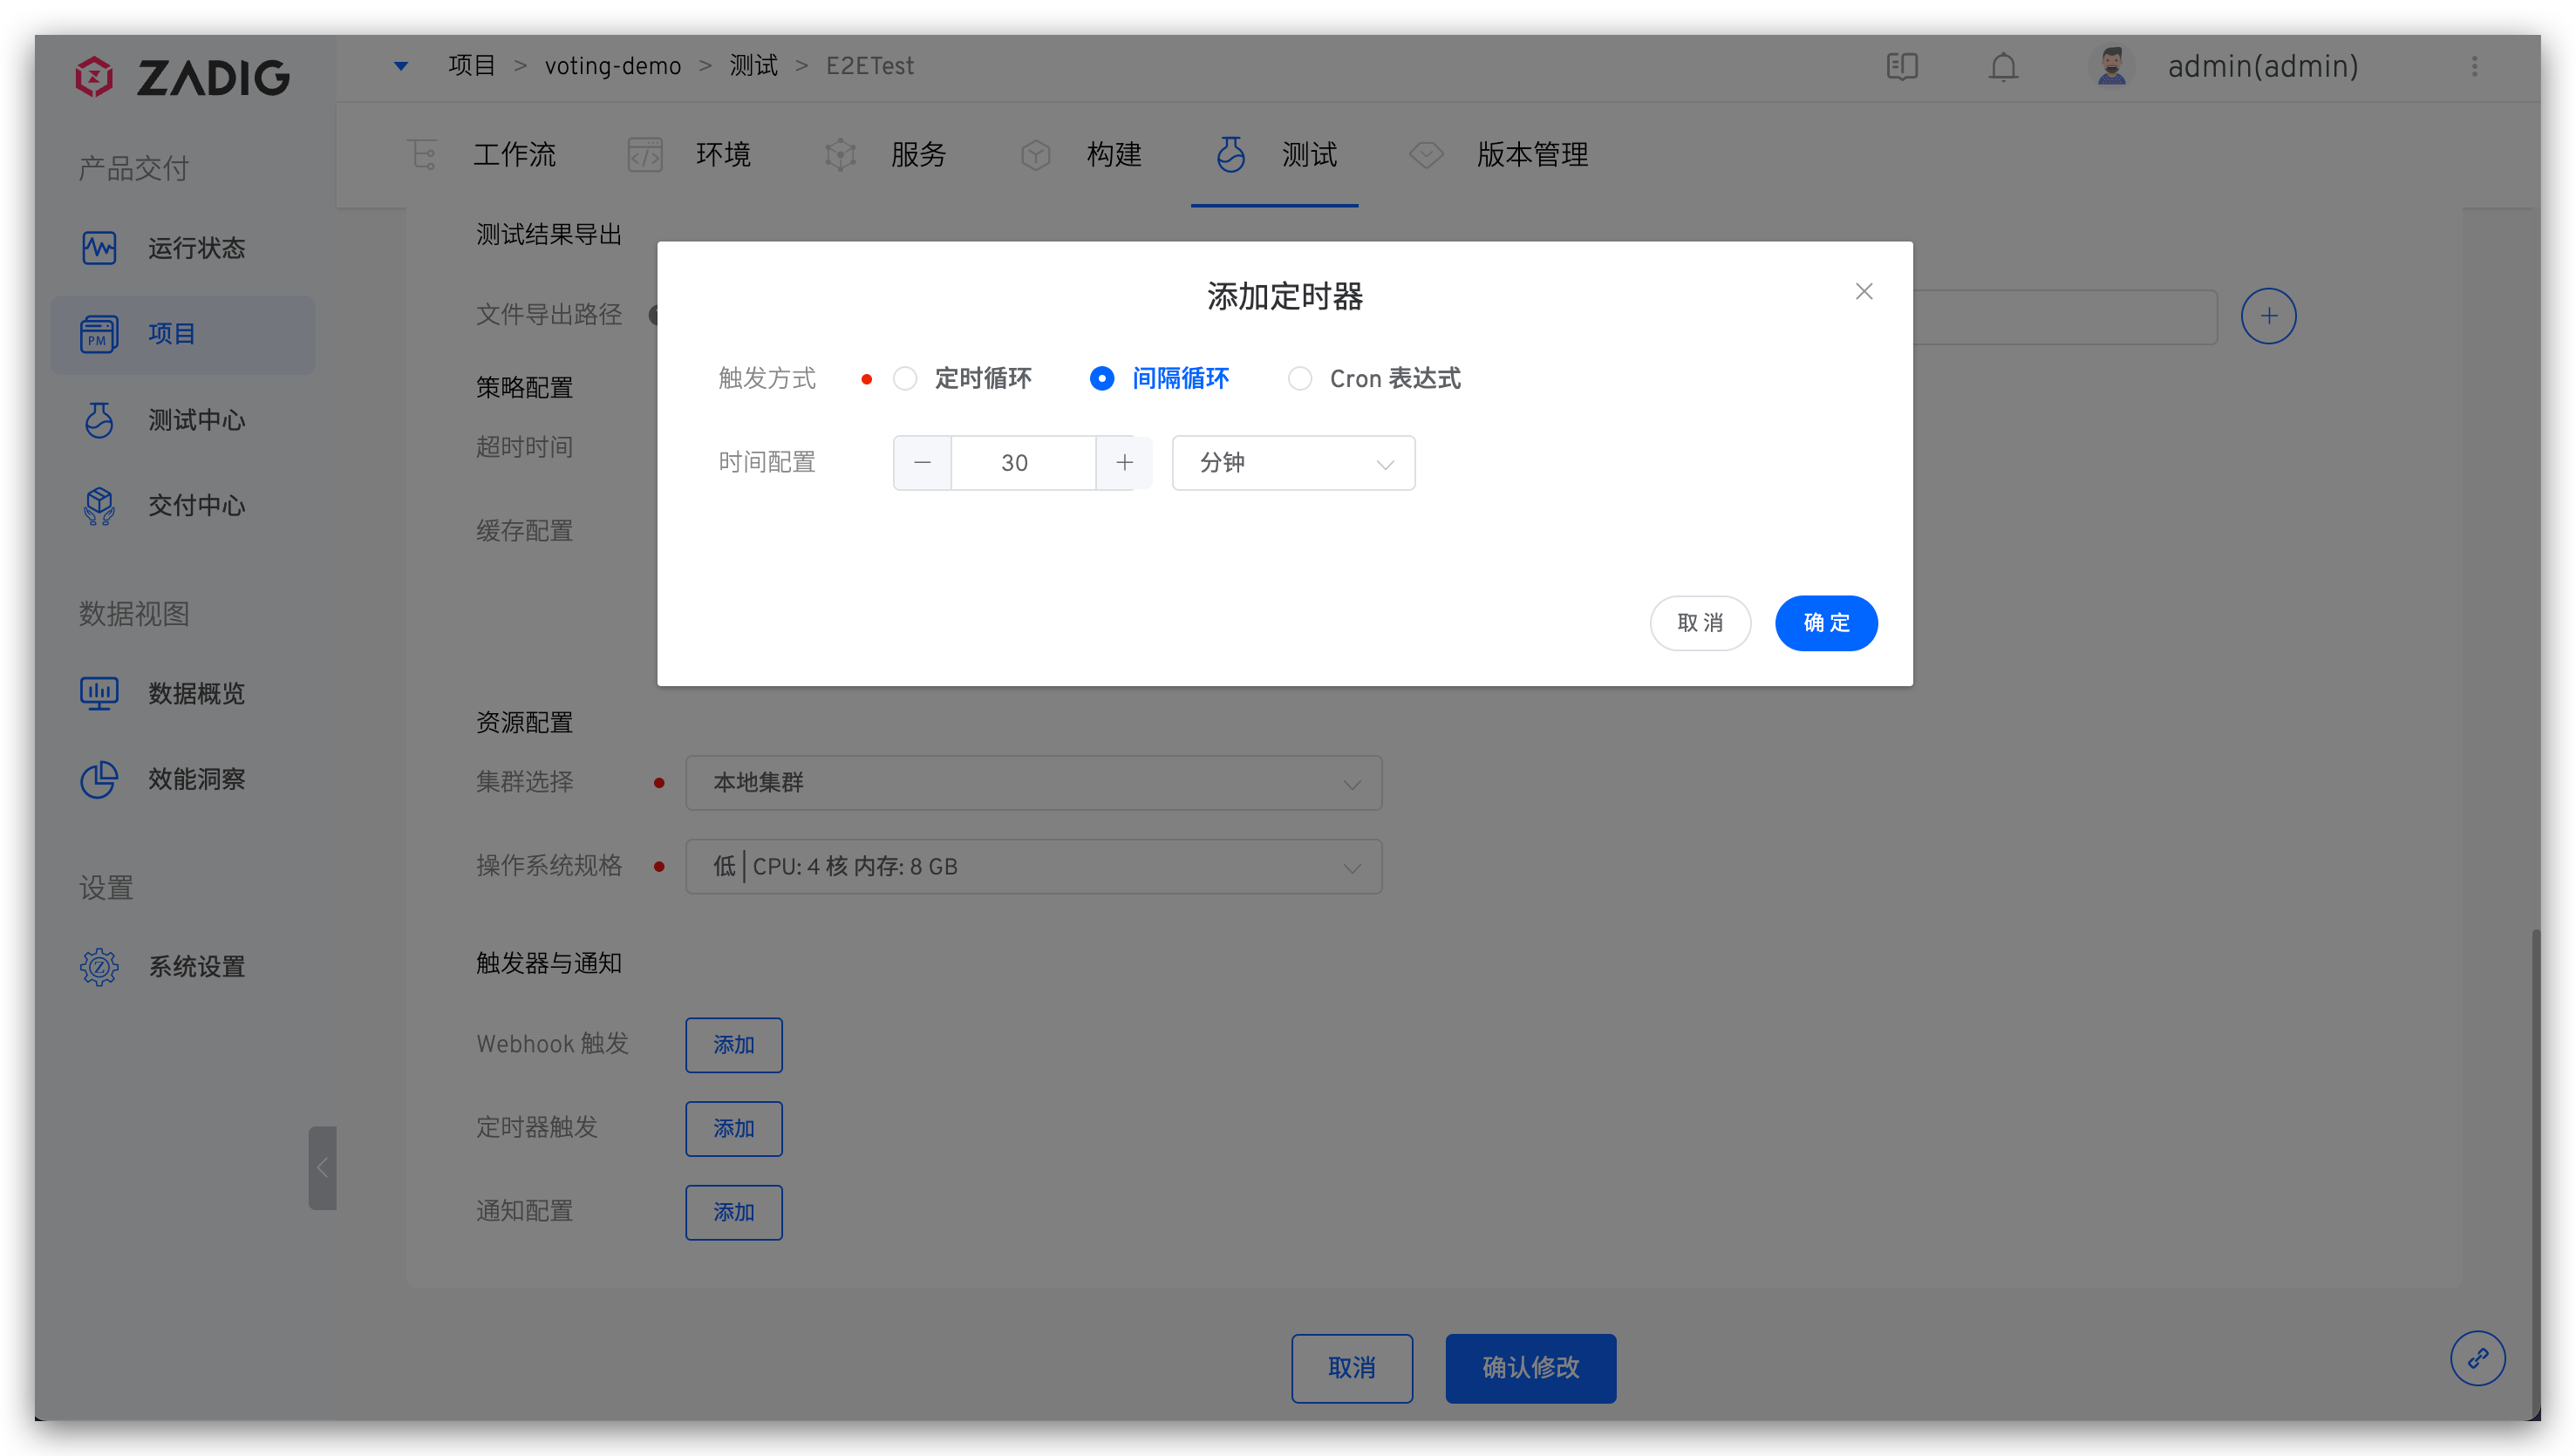 ZADIG
项目 > voting-demo > 测试 > E2ETest
admin(admin)
工作流
环境
服务
构建
测试
版本管理
产品交付
运行状态
PM
项目
测试中心
交付中心
数据视图
数据概览
效能洞察
设置
系统设置
测试结果导出
文件导出路径
策略配置
超时时间
缓存配置
添加定时器
触发方式
定时循环
间隔循环
Cron 表达式
时间配置
30
分钟
取消
确定
资源配置
集群选择
本地集群
操作系统规格
低 | CPU: 4 核 内存: 8 GB
触发器与通知
Webhook 触发
添加
定时器触发
添加
通知配置
添加
取消
确认修改